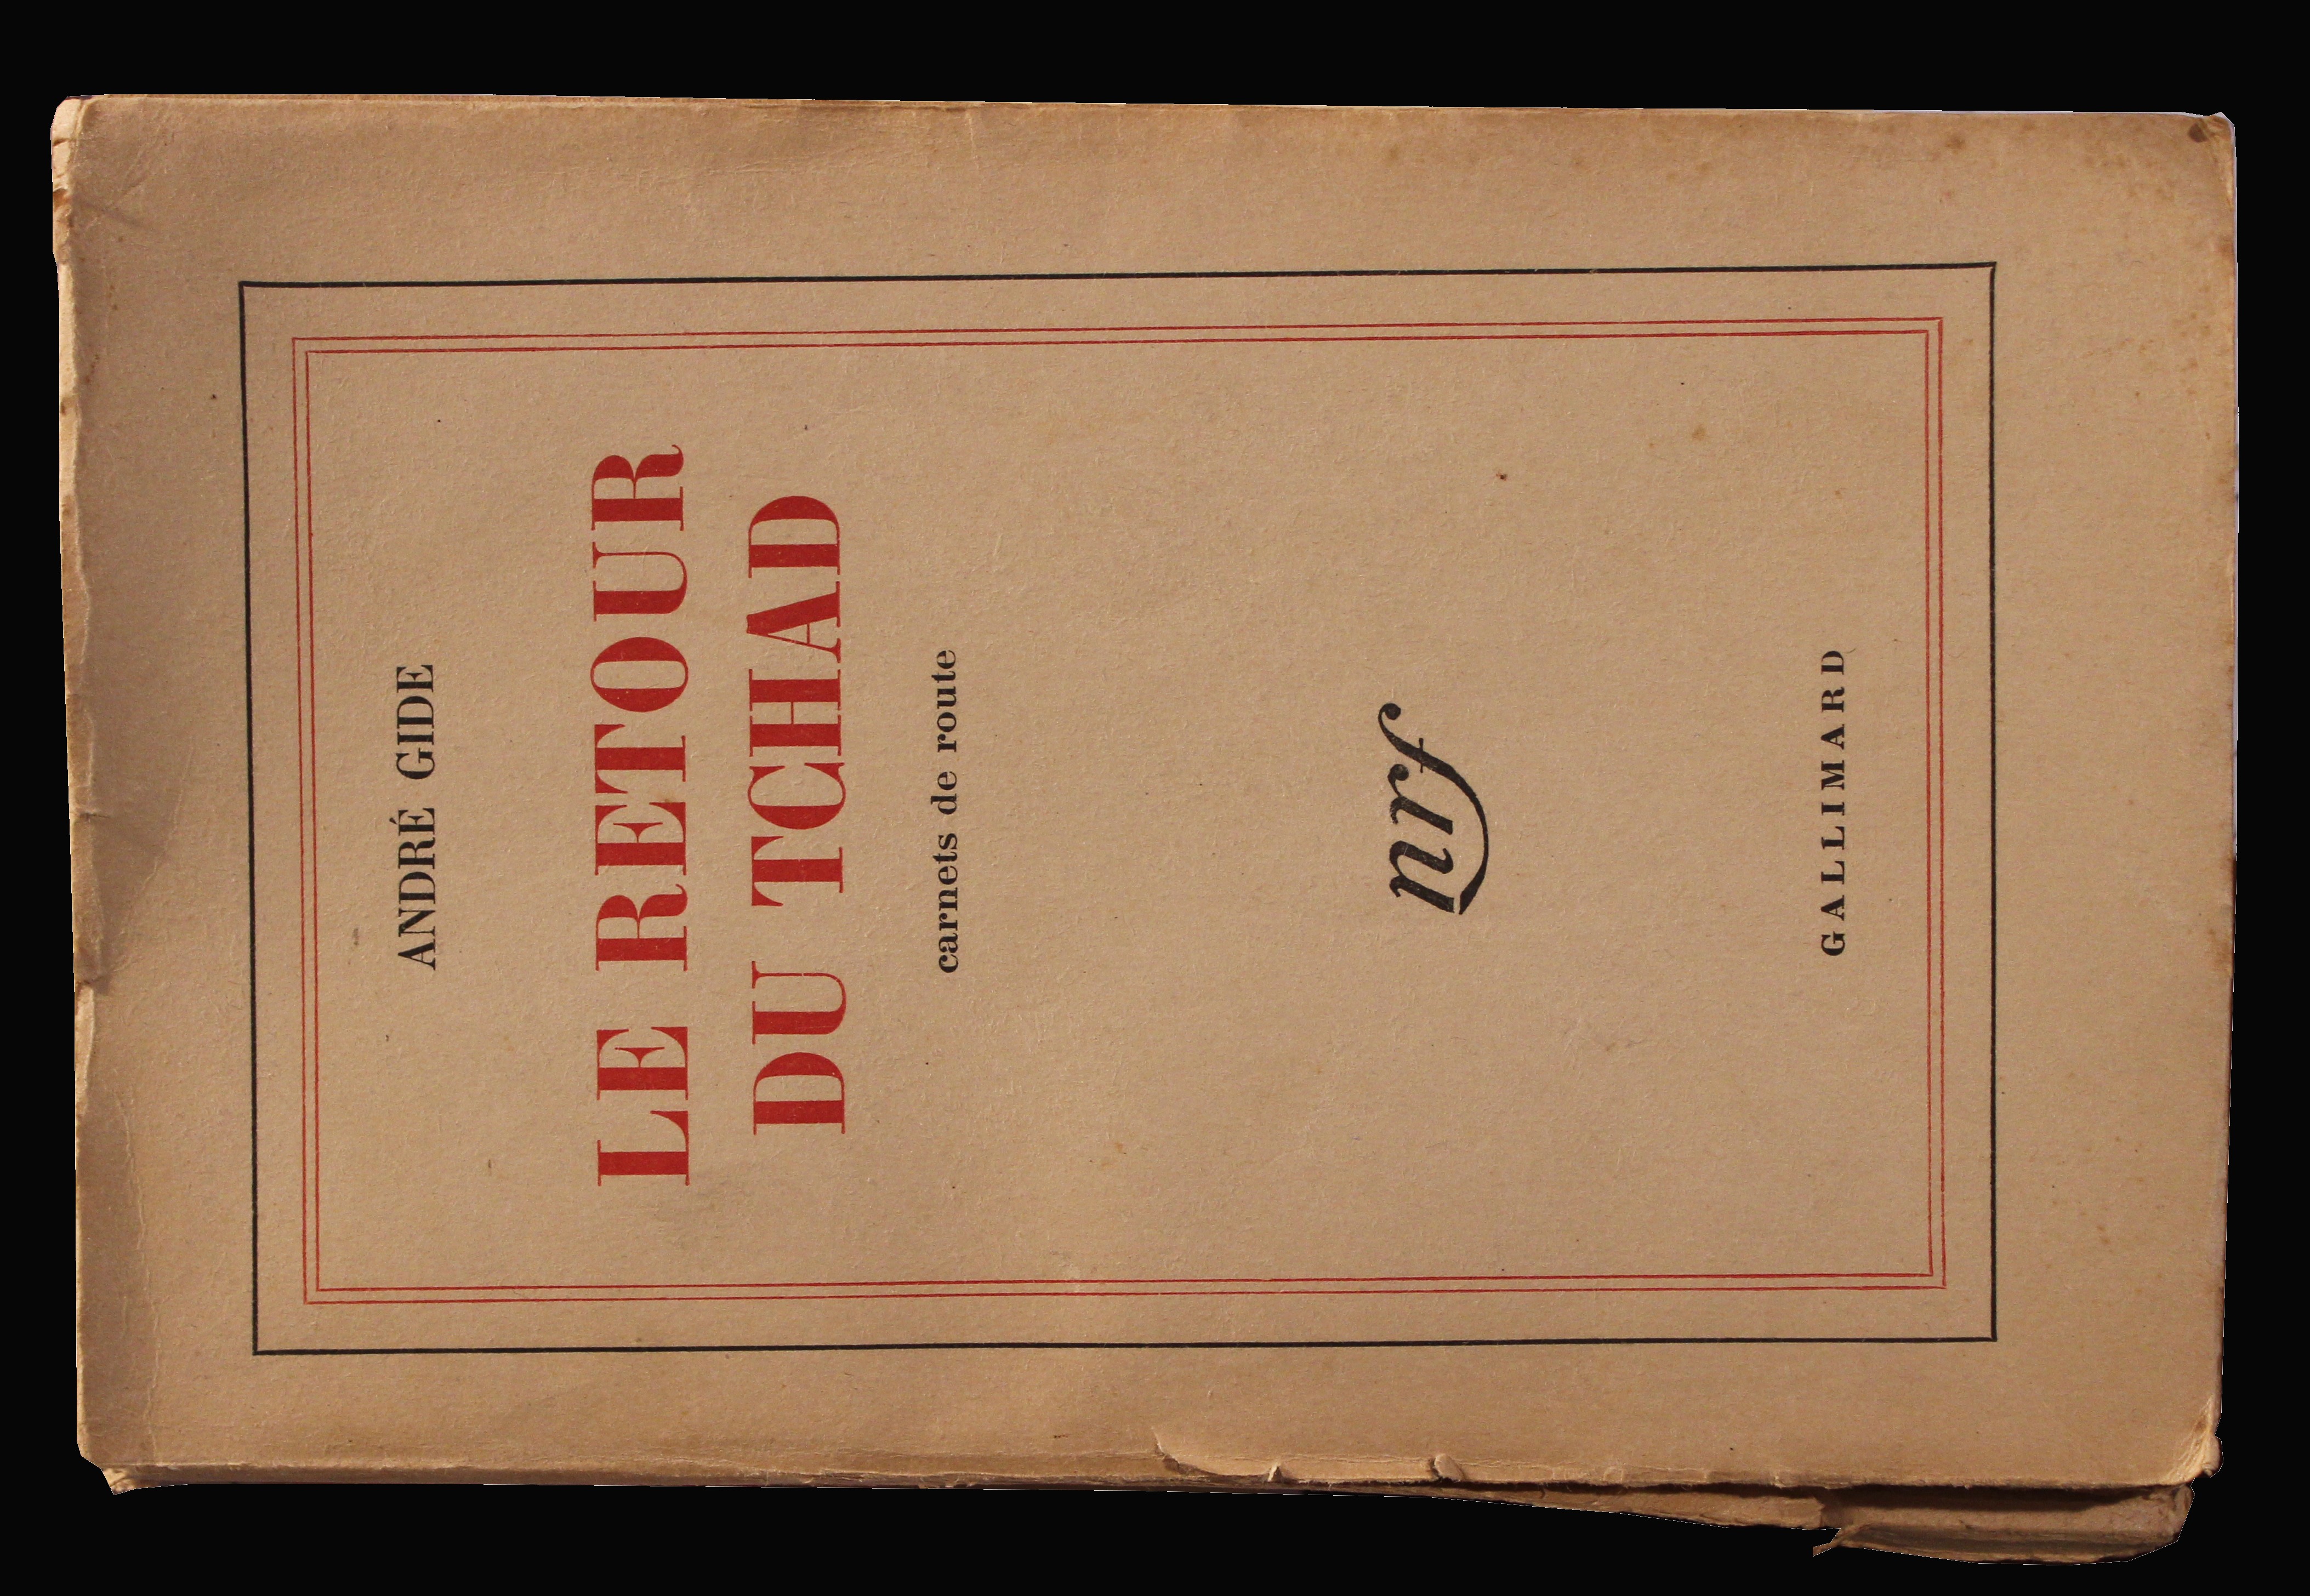 ANDRÉ GIDE
LE RETOUR
DU TCHAD
carnets de route
nrf
GALLIMARD